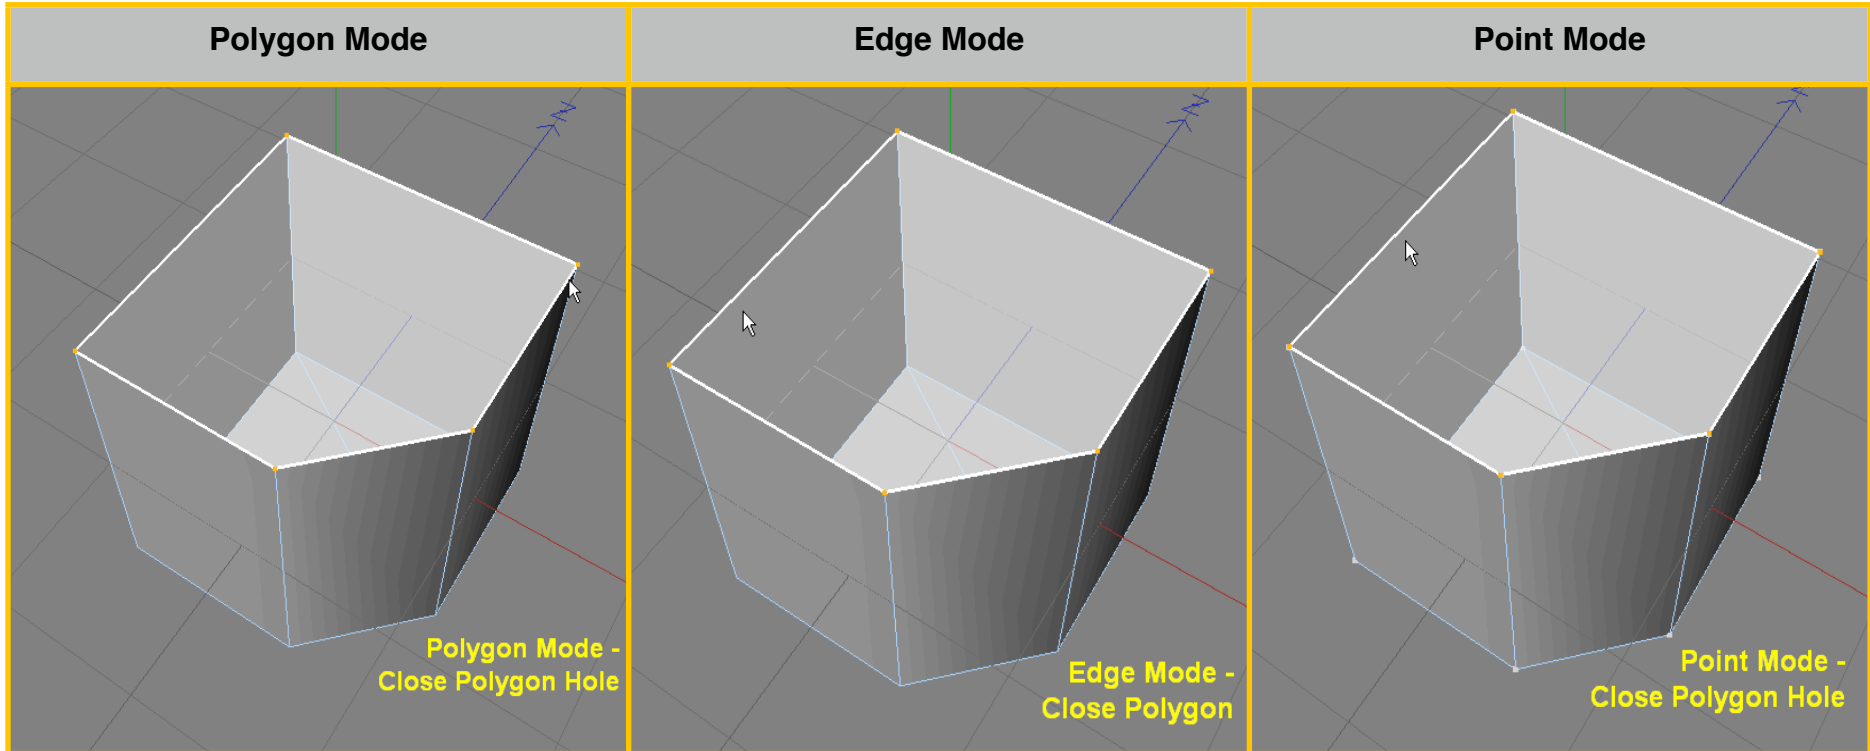 Polygon Mode
Edge Mode
Point Mode
Polygon Mode -
Close Polygon Hole
Edge Mode -
Close Polygon
Point Mode -
Close Polygon Hole